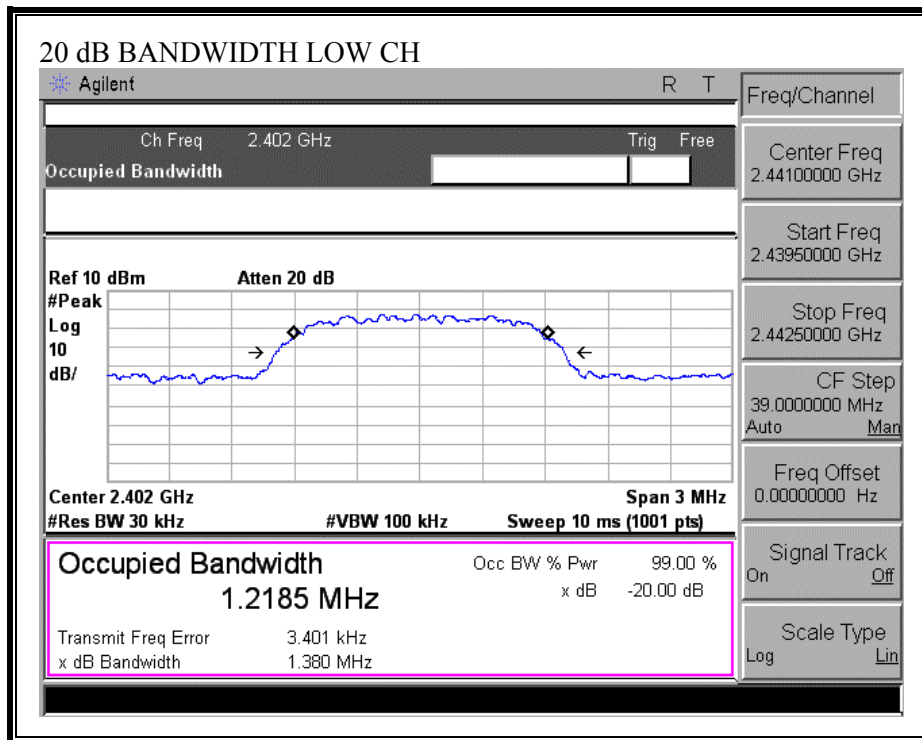 20 dB BANDWIDTH LOW CH
Agilent R T
Ch Freq 2.402 GHz Trig Free
Occupied Bandwidth
Ref 10 dBm Atten 20 dB
#Peak
Log
10
dB/
Center 2.402 GHz Span 3 MHz
#Res BW 30 kHz #VBW 100 kHz Sweep 10 ms (1001 pts)
Occupied Bandwidth
1.2185 MHz
Occ BW % Pwr 99.00 %
x dB -20.00 dB
Transmit Freq Error 3.401 kHz
x dB Bandwidth 1.380 MHz
Freq/Channel
Center Freq
2.44100000 GHz
Start Freq
2.43950000 GHz
Stop Freq
2.44250000 GHz
CF Step
39.0000000 MHz
Auto Man
Freq Offset
0.00000000 Hz
Signal Track
On Off
Scale Type
Log Lin